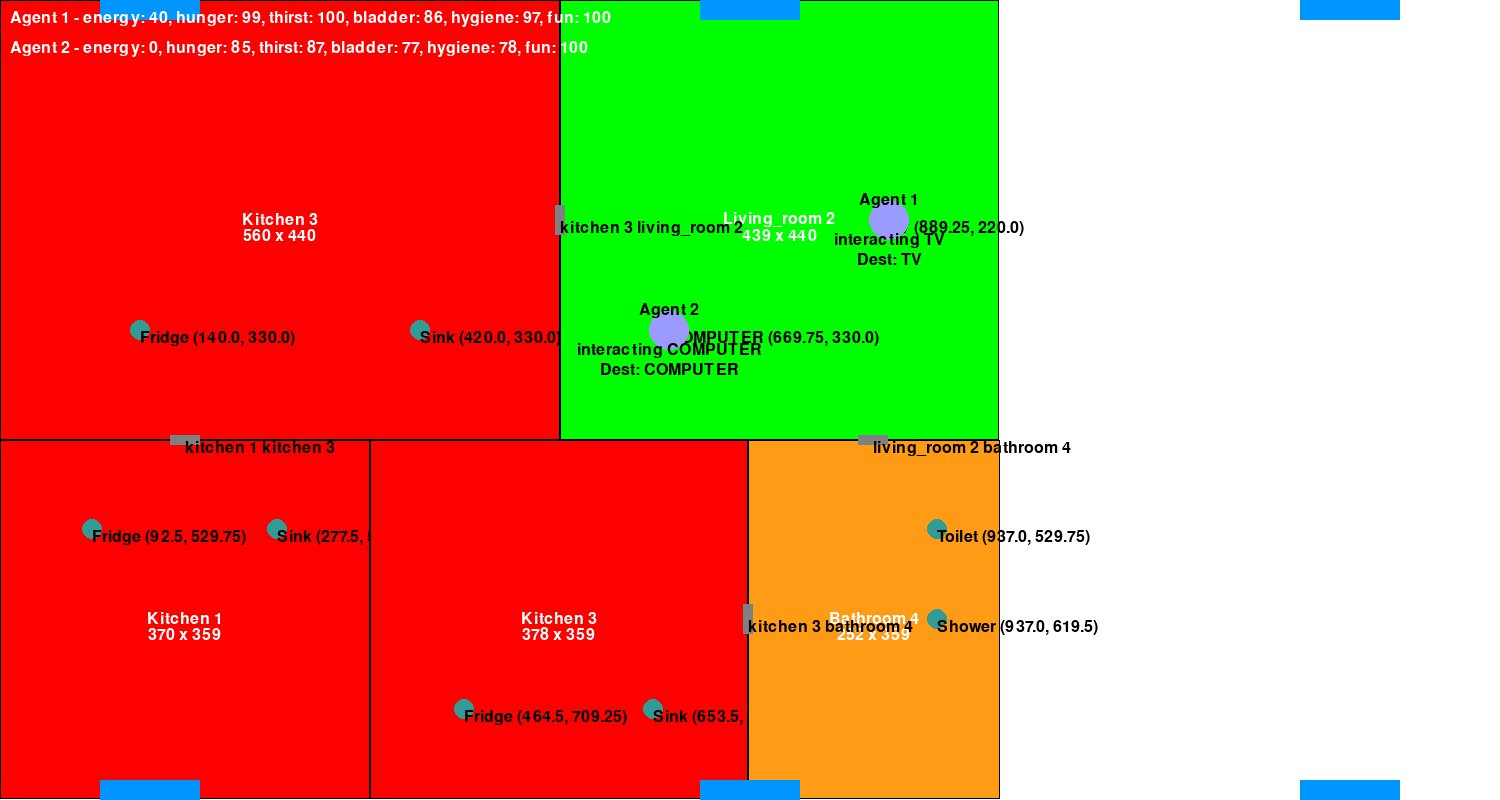 Agent 1 - energy: 40, hunger: 99, thirst: 100, bladder: 86, hygiene: 97, fun: 100
Agent 2 - energy: 0, hunger: 85, thirst: 87, bladder: 77, hygiene: 78, fun: 100
Agent 1
Kitchen 3
560 x 440
kitchen 3 living_room 2
Living_room 2
439 x 440
(889.25, 220.0)
interacting TV
Dest: TV
Agent 2
Fridge (140.0, 330.0)
Sink (420.0, 330.0)
OMPUTER (669.75, 330.0)
interacting COMPUTER
Dest: COMPUTER
kitchen 1 kitchen 3
living_room 2 bathroom 4
Fridge (92.5, 529.75)
Sink (277.5,
Toilet (937.0, 529.75)
Kitchen 1
370 x 359
Kitchen 3
378 x 359
kitchen 3 bathroom 4
Bathroom 4
252 x 359
Shower (937.0, 619.5)
Fridge (464.5, 709.25)
Sink (653.5,